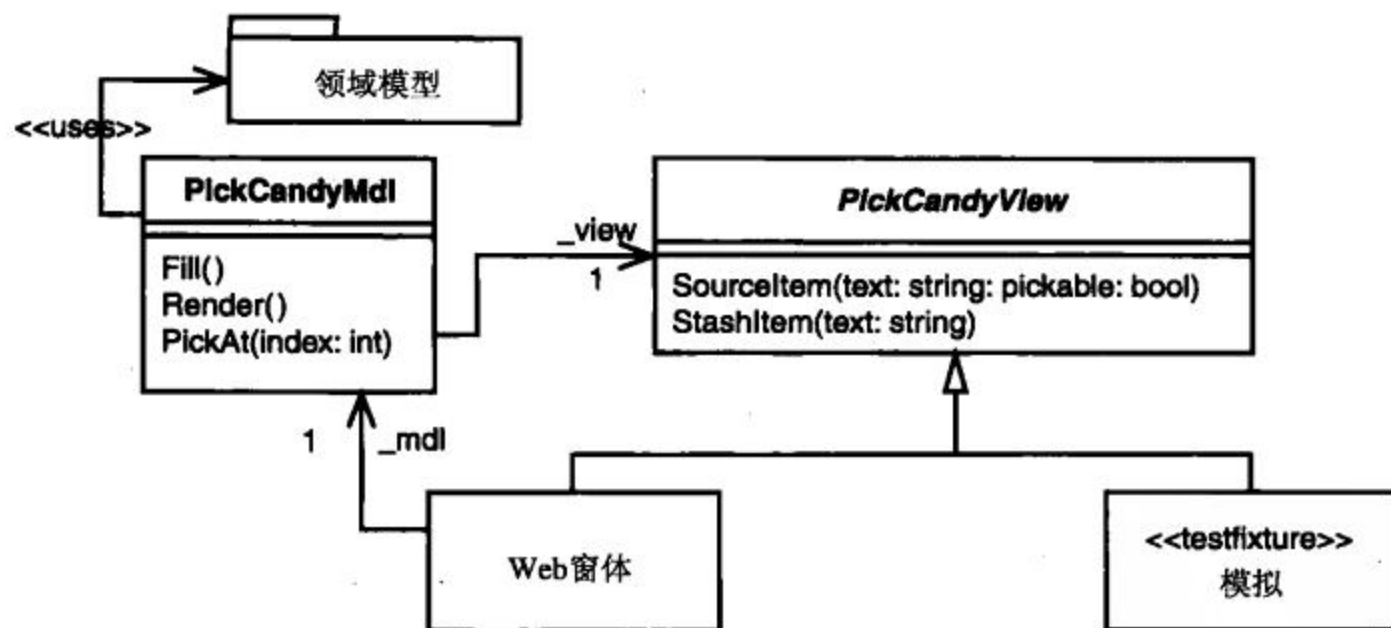 领域模型
<<uses>>
PickCandyMdl
Fill()
Render()
PickAt(index: int)
_view
1
PickCandyView
SourceItem(text: string: pickable: bool)
StashItem(text: string)
1
_mdl
Web窗体
<<testfixture>>
模拟